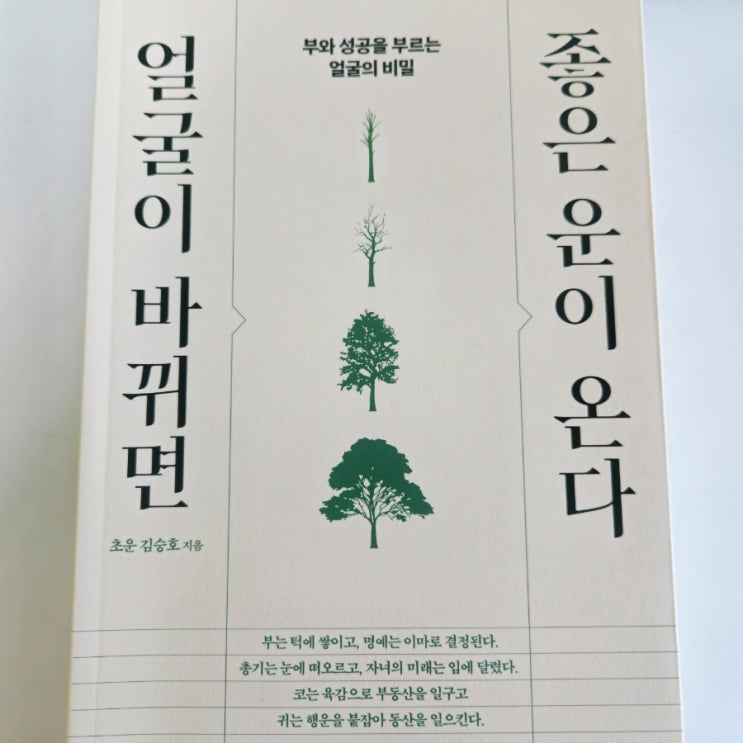 얼굴이 바뀌면
좋은 운이 온다
부와 성공을 부르는
얼굴의 비밀
초운 김승호 지음
부는 턱에 쌓이고, 명예는 이마로 결정된다.
총기는 눈에 떠오르고, 자녀의 미래는 입에 달렸다.
코는 육감으로 부동산을 일구고
귀는 행운을 붙잡아 동산을 일으킨다.